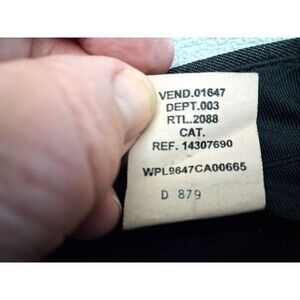 VEND.01647
DEPT.003
RTL.2088
CAT.
REF. 14307690
WPL9647CA00665
D 879